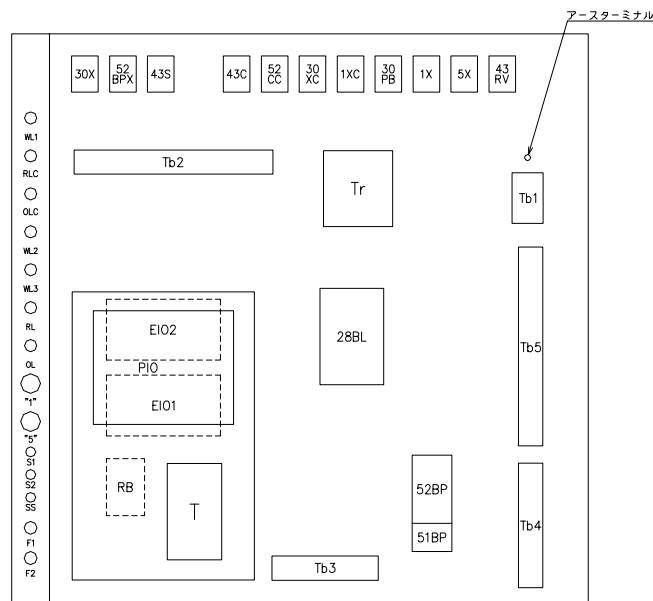 アースターミナル
30X
52
BPX
43S
43C
52
CC
30
XC
1XC
30
PB
1X
5X
43
RV
WL1
RLC
OLC
WL2
WL3
RL
OL
"1"
"5"
S1
S2
SS
F1
F2
Tb2
Tr
Tb1
EIO2
PIO
EIO1
28BL
Tb5
RB
T
52BP
51BP
Tb4
Tb3